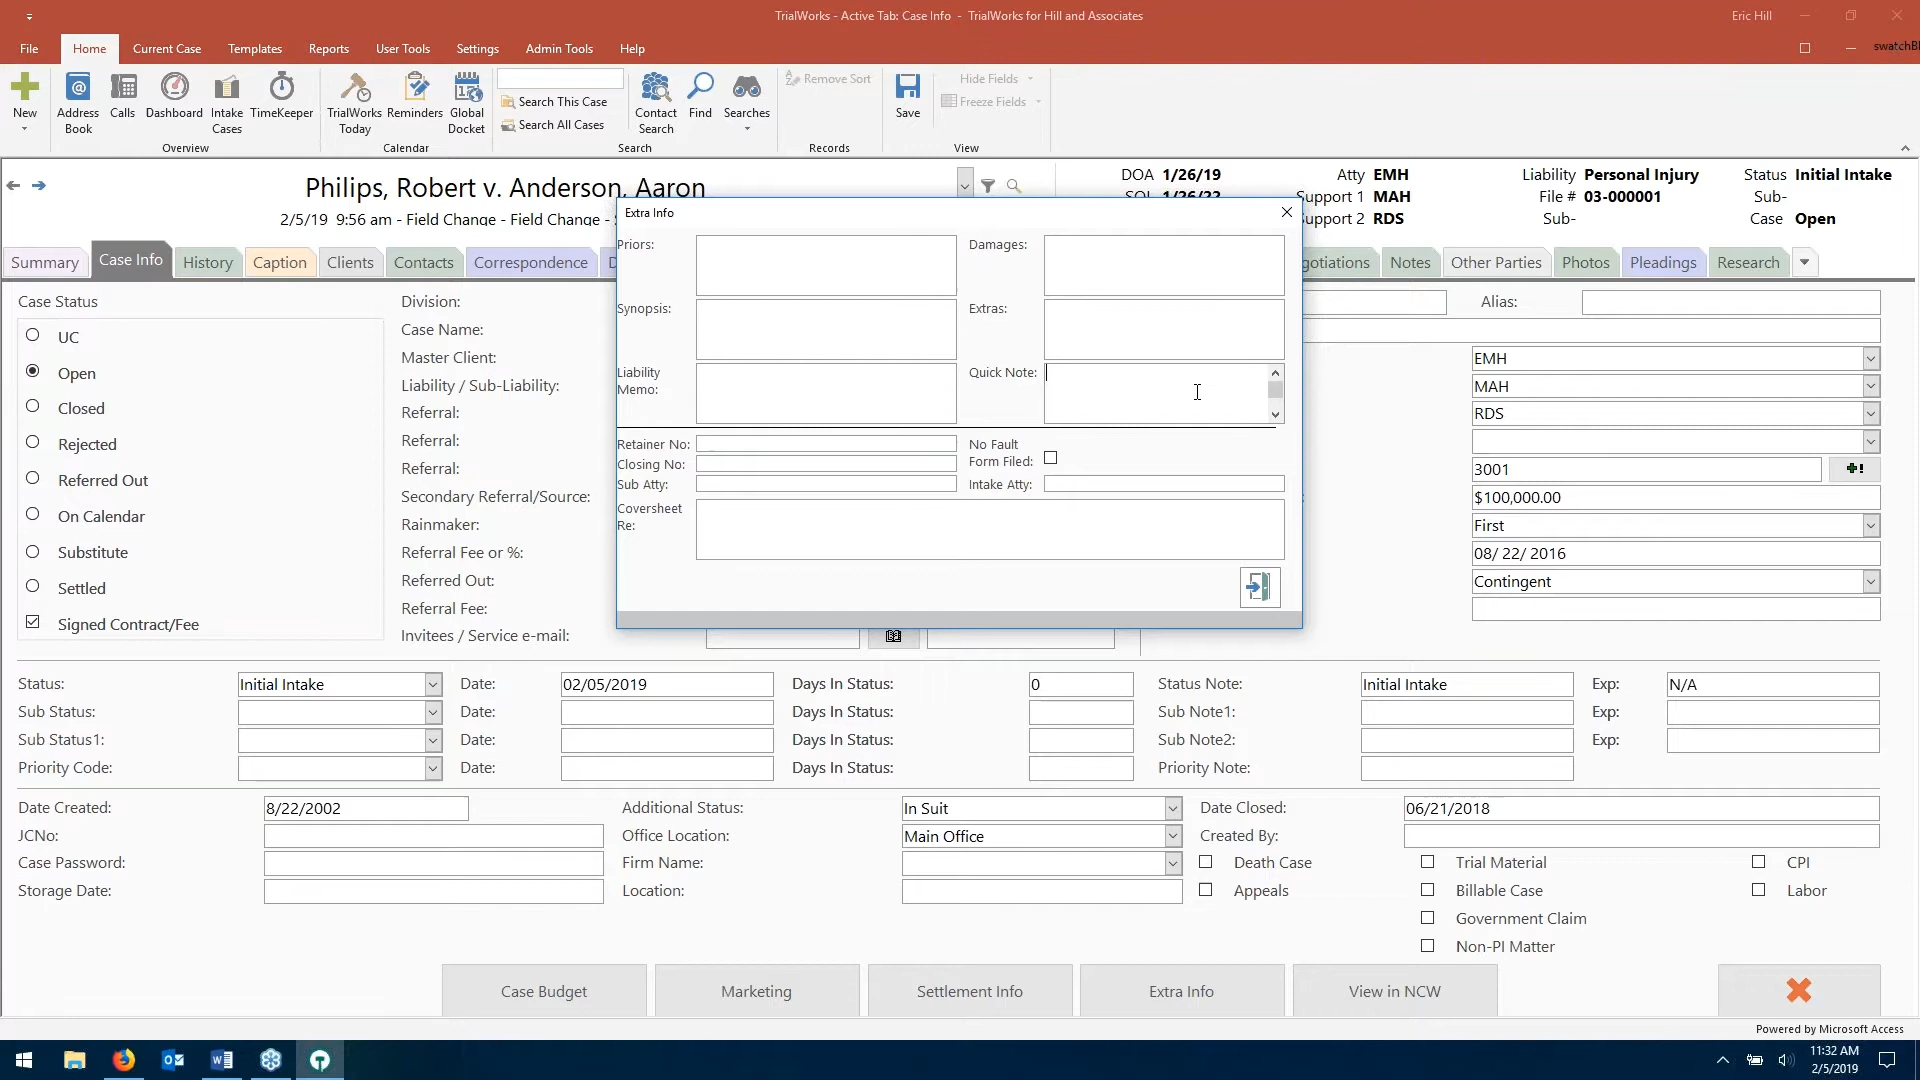 TrialWorks - Active Tab: Case Info - TrialWorks for Hill and Associates
Eric Hill
File Home Current Case Templates Reports User Tools Settings Admin Tools Help
swatchB
New
Address Book
Calls
Dashboard
Intake Cases
TimeKeeper
Overview
TrialWorks Today
Reminders
Global Docket
Calendar
Search This Case
Search All Cases
Contact Search
Find
Searches
Search
Remove Sort
Records
Save
Hide Fields
Freeze Fields
View
Philips, Robert v. Anderson, Aaron
2/5/19 9:56 am - Field Change - Field Change -
DOA 1/26/19 Atty EMH Liability Personal Injury Status Initial Intake
SOL 1/26/22 Support 1 MAH File # 03-000001 Sub-
upport 2 RDS Sub- Case Open
Summary Case Info History Caption Clients Contacts Correspondence D
gotiations Notes Other Parties Photos Pleadings Research
Extra Info
Priors: Damages:
Synopsis: Extras:
Liability Memo: Quick Note:
Retainer No: No Fault Form Filed:
Closing No:
Sub Atty: Intake Atty:
Coversheet Re:
Case Status
UC
Open
Closed
Rejected
Referred Out
On Calendar
Substitute
Settled
Signed Contract/Fee
Division:
Case Name:
Master Client:
Liability / Sub-Liability:
Referral:
Referral:
Referral:
Secondary Referral/Source:
Rainmaker:
Referral Fee or %:
Referred Out:
Referral Fee:
Invitees / Service e-mail:
Alias:
EMH
MAH
RDS
3001
$100,000.00
First
08/ 22/ 2016
Contingent
Status: Initial Intake Date: 02/05/2019 Days In Status: 0 Status Note: Initial Intake Exp: N/A
Sub Status: Date: Days In Status: Sub Note1: Exp:
Sub Status1: Date: Days In Status: Sub Note2: Exp:
Priority Code: Date: Days In Status: Priority Note:
Date Created: 8/22/2002 Additional Status: In Suit Date Closed: 06/21/2018
JCNo: Office Location: Main Office Created By:
Case Password: Firm Name: Death Case Trial Material CPI
Storage Date: Location: Appeals Billable Case Labor
Government Claim
Non-PI Matter
Case Budget Marketing Settlement Info Extra Info View in NCW
Powered by Microsoft Access
11:32 AM
2/5/2019